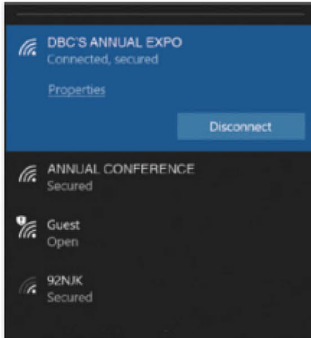 DBC'S ANNUAL EXPO
Connected, secured
Properties
Disconnect
ANNUAL CONFERENCE
Secured
Guest
Open
92NJK
Secured